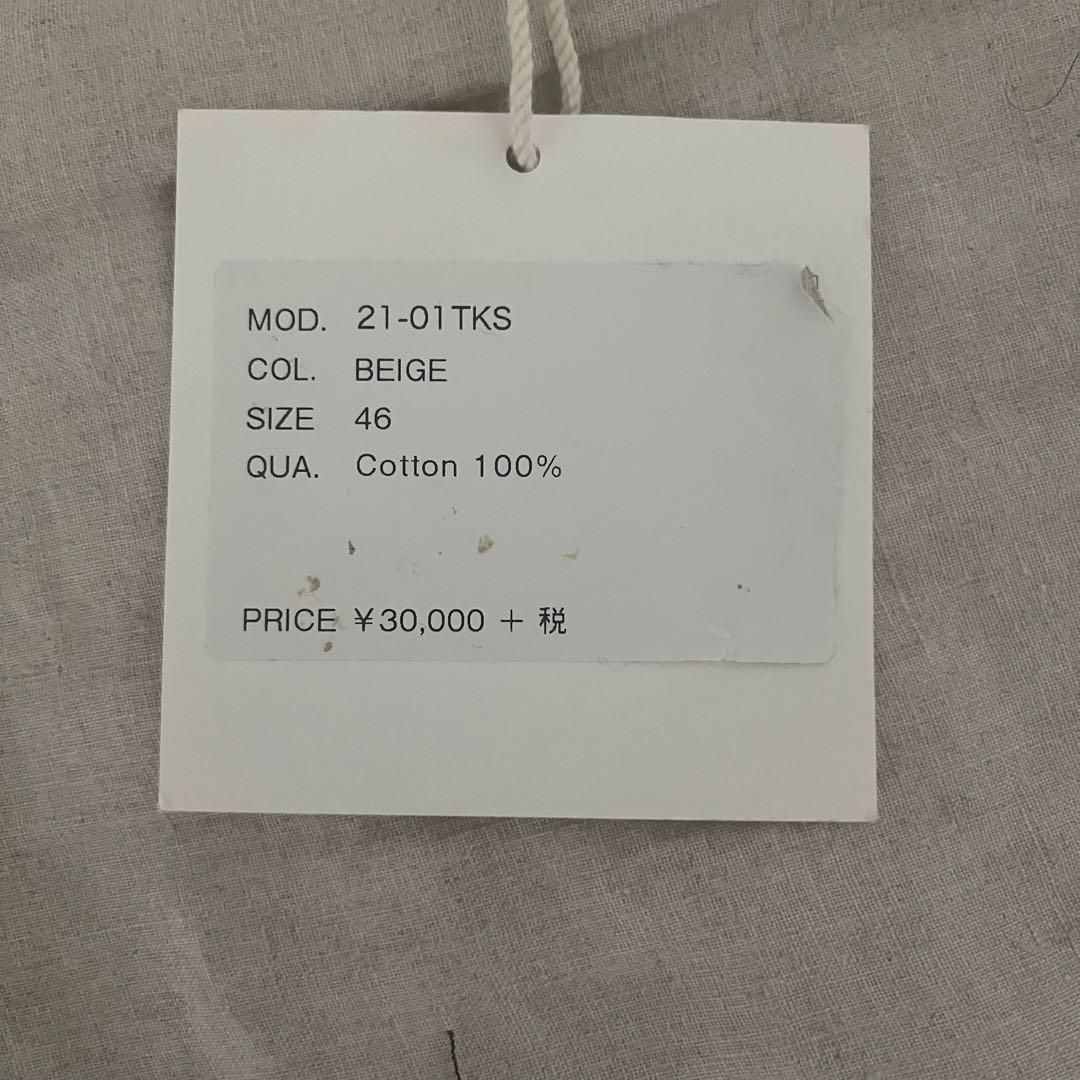 MOD. 21-01TKS
COL. BEIGE
SIZE 46
QUA. Cotton 100%
PRICE ¥30,000 + 税